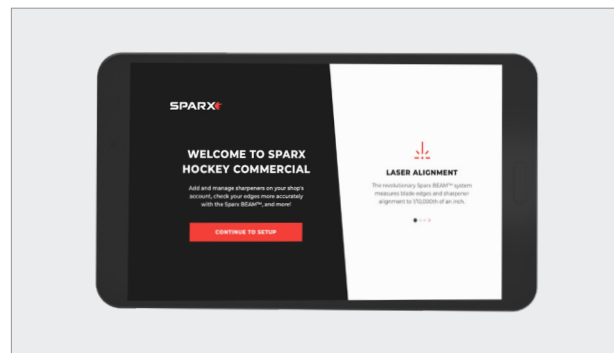 SPARX
WELCOME TO SPARX
HOCKEY COMMERCIAL
Add and manage sharpeners on your shop's
account, check your edges more accurately
with the Sparx BEAM™, and more!
CONTINUE TO SETUP
LASER ALIGNMENT
The revolutionary Sparx BEAM™ system
measures blade edges and sharpener
alignment to 1/10,000th of an inch.